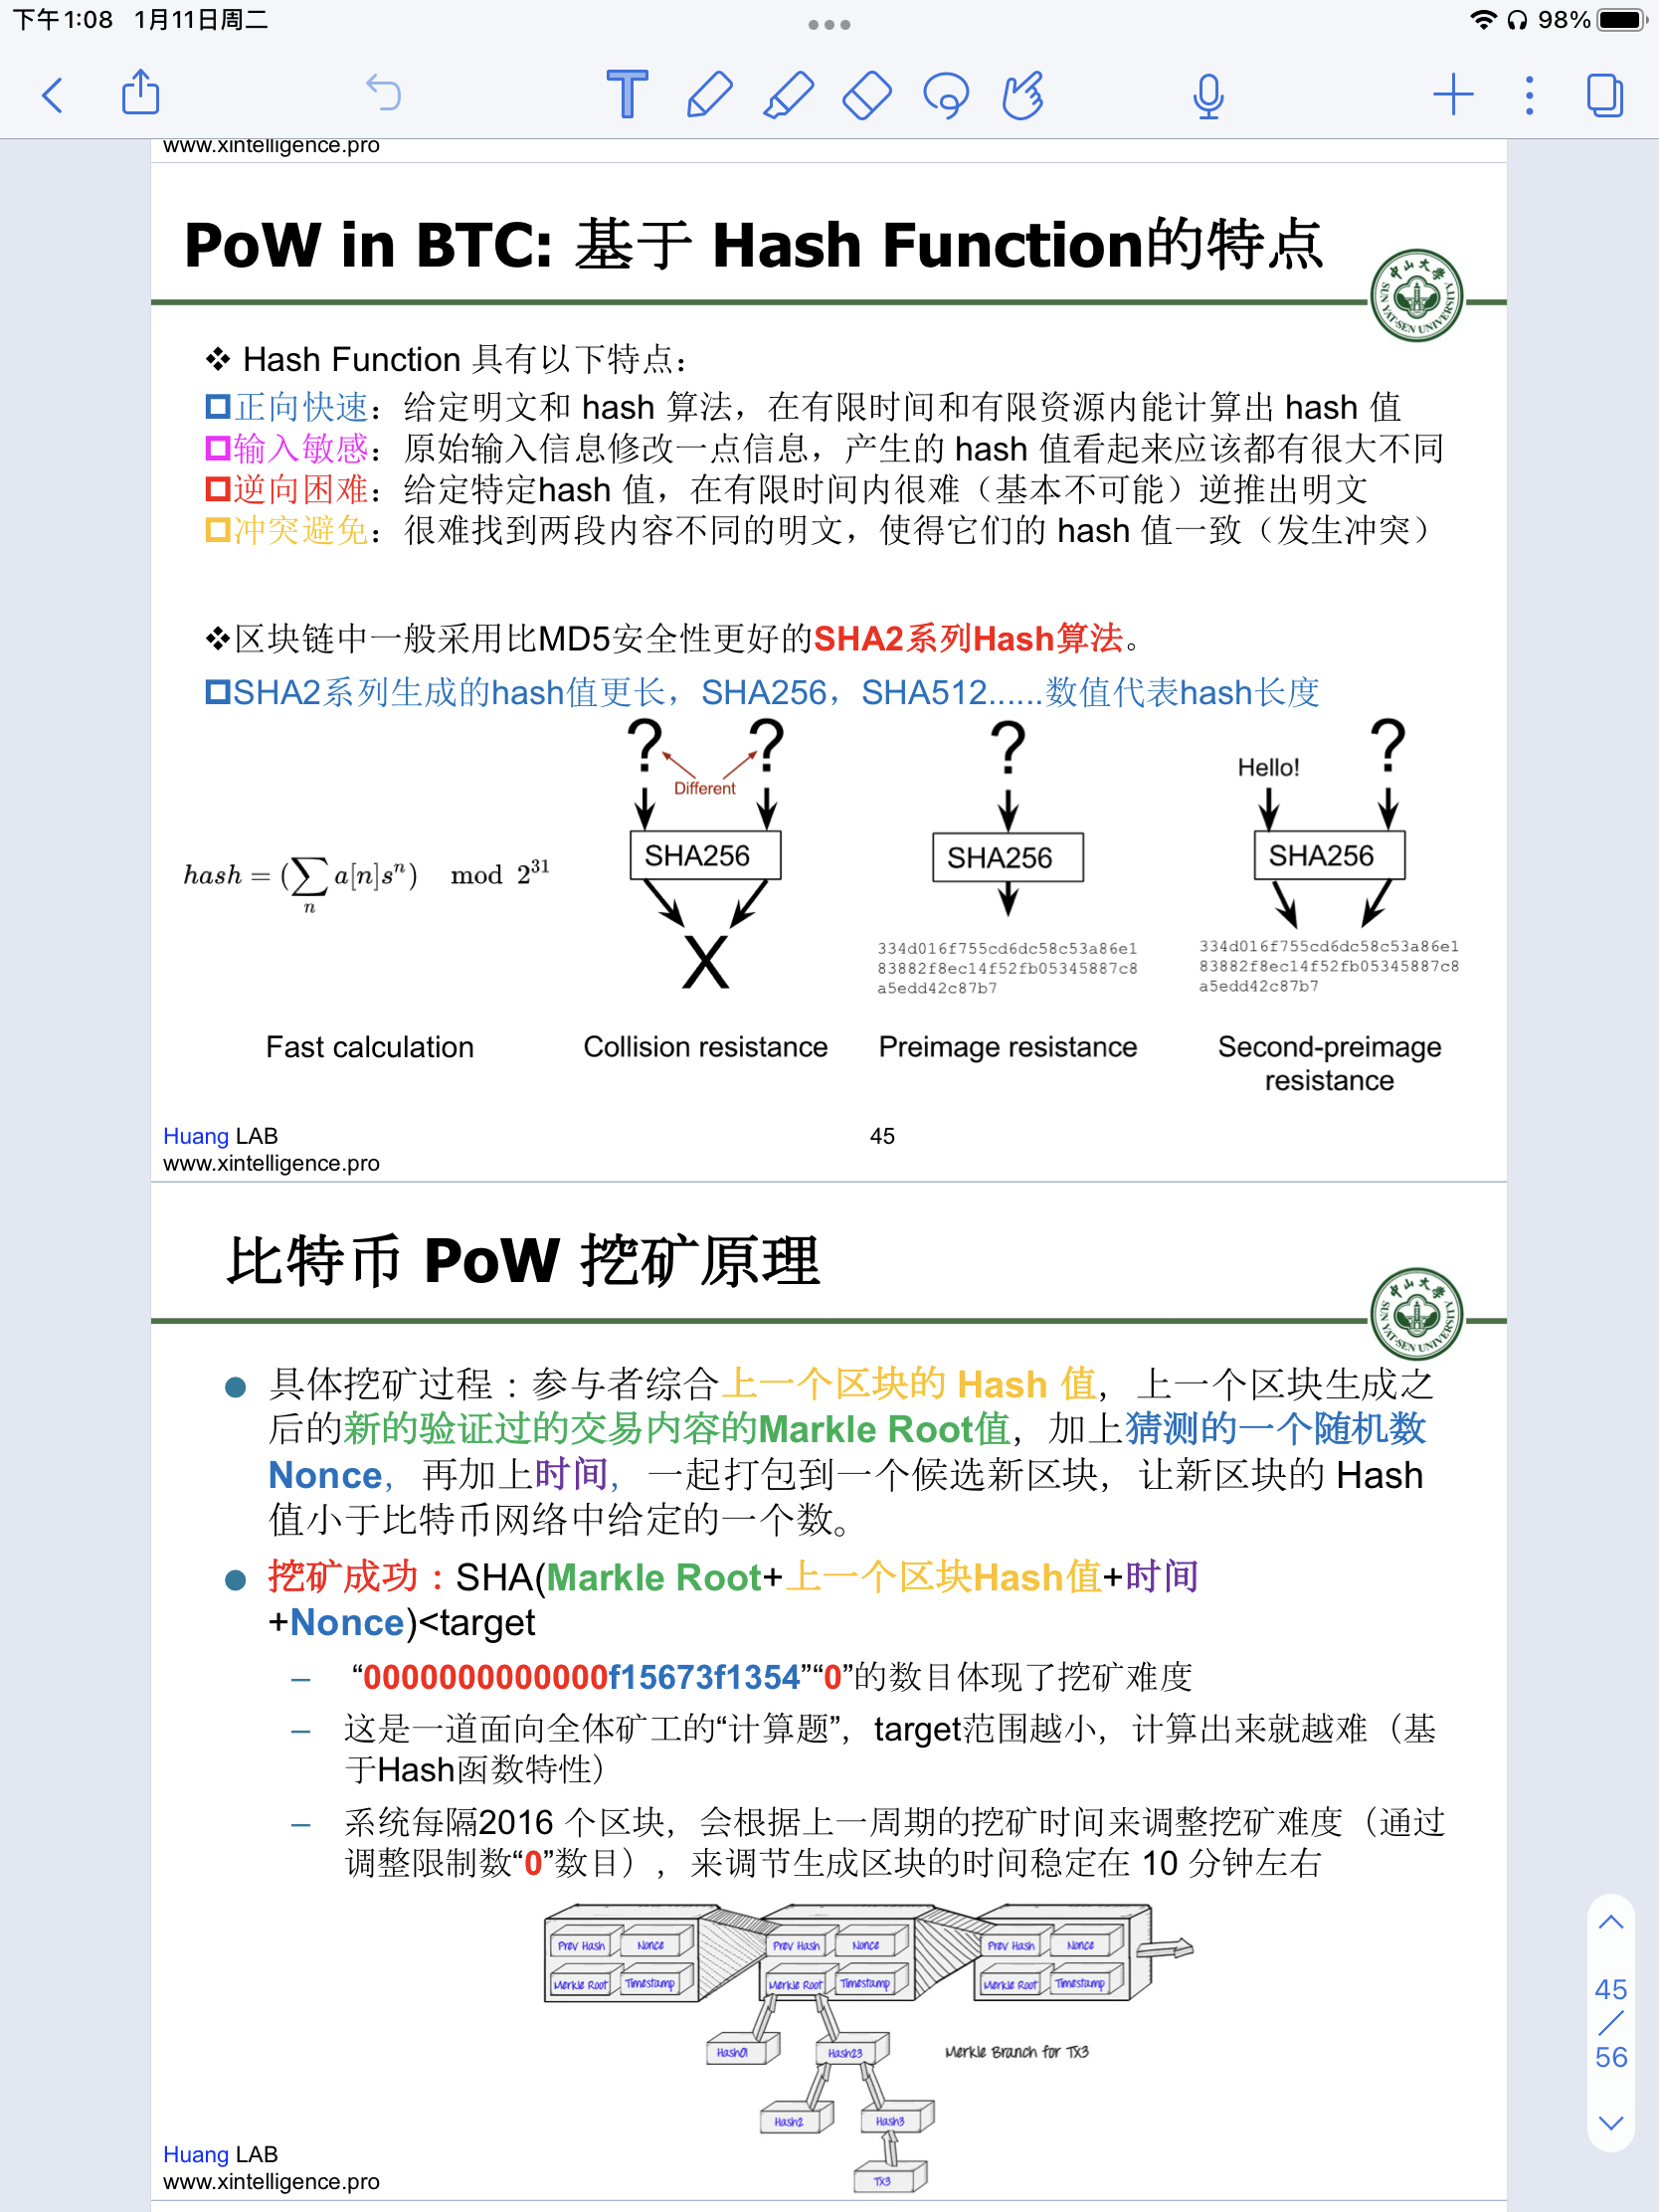 下午1:08 1月11日周二
98%
www.xintelligence.pro
PoW in BTC: 基于 Hash Function的特点
中山大学
SUN YAT-SEN UNIVERSITY
❖ Hash Function 具有以下特点：
正向快速：给定明文和 hash 算法，在有限时间和有限资源内能计算出 hash 值
输入敏感：原始输入信息修改一点信息，产生的 hash 值看起来应该都有很大不同
逆向困难：给定特定hash 值，在有限时间内很难（基本不可能）逆推出明文
冲突避免：很难找到两段内容不同的明文，使得它们的 hash 值一致（发生冲突）
❖区块链中一般采用比MD5安全性更好的SHA2系列Hash算法。
SHA2系列生成的hash值更长，SHA256，SHA512......数值代表hash长度
? ? ? ?
Different
Hello!
SHA256 SHA256 SHA256
hash = (∑ a[n]sⁿ) mod 2³¹
n
X
334d016f755cd6dc58c53a86e1
83882f8ec14f52fb05345887c8
a5edd42c87b7
334d016f755cd6dc58c53a86e1
83882f8ec14f52fb05345887c8
a5edd42c87b7
Fast calculation
Collision resistance
Preimage resistance
Second-preimage
resistance
Huang LAB
45
www.xintelligence.pro
比特币 PoW 挖矿原理
中山大学
SUN YAT-SEN UNIVERSITY
● 具体挖矿过程：参与者综合上一个区块的 Hash 值，上一个区块生成之
后的新的验证过的交易内容的Markle Root值，加上猜测的一个随机数
Nonce，再加上时间，一起打包到一个候选新区块，让新区块的 Hash
值小于比特币网络中给定的一个数。
● 挖矿成功：SHA(Markle Root+上一个区块Hash值+时间
+Nonce)<target
– “0000000000000f15673f1354”“0”的数目体现了挖矿难度
– 这是一道面向全体矿工的“计算题”，target范围越小，计算出来就越难（基
于Hash函数特性）
– 系统每隔2016 个区块，会根据上一周期的挖矿时间来调整挖矿难度（通过
调整限制数“0”数目），来调节生成区块的时间稳定在 10 分钟左右
Prev Hash Nonce Prev Hash Nonce Prev Hash Nonce
Merkle Root Timestamp Merkle Root Timestamp Merkle Root Timestamp
Hash01 Hash23
Merkle Branch for Tx3
Hash2 Hash3
Tx3
Huang LAB
www.xintelligence.pro
45
/
56